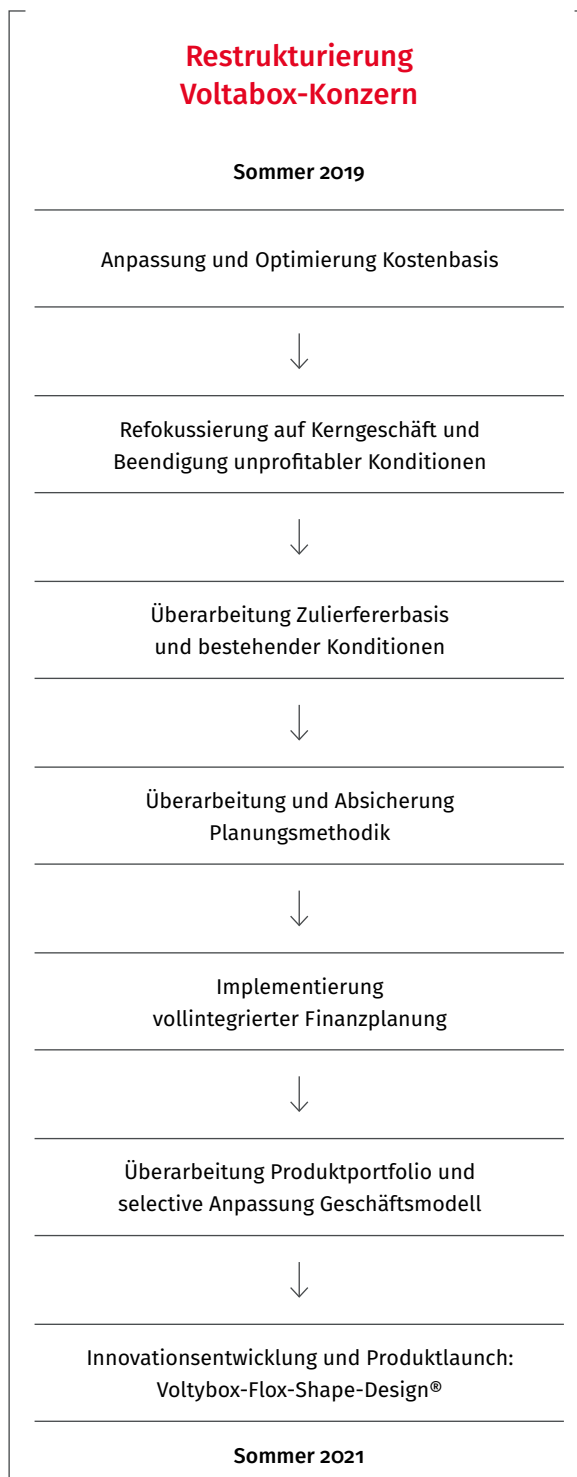 Restrukturierung
Voltabox-Konzern
Sommer 2019
Anpassung und Optimierung Kostenbasis
Refokussierung auf Kerngeschäft und
Beendigung unprofitabler Konditionen
Überarbeitung Zulierfererbasis
und bestehender Konditionen
Überarbeitung und Absicherung
Planungsmethodik
Implementierung
vollintegrierter Finanzplanung
Überarbeitung Produktportfolio und
selective Anpassung Geschäftsmodell
Innovationsentwicklung und Produktlaunch:
Voltybox-Flox-Shape-Design®
Sommer 2021